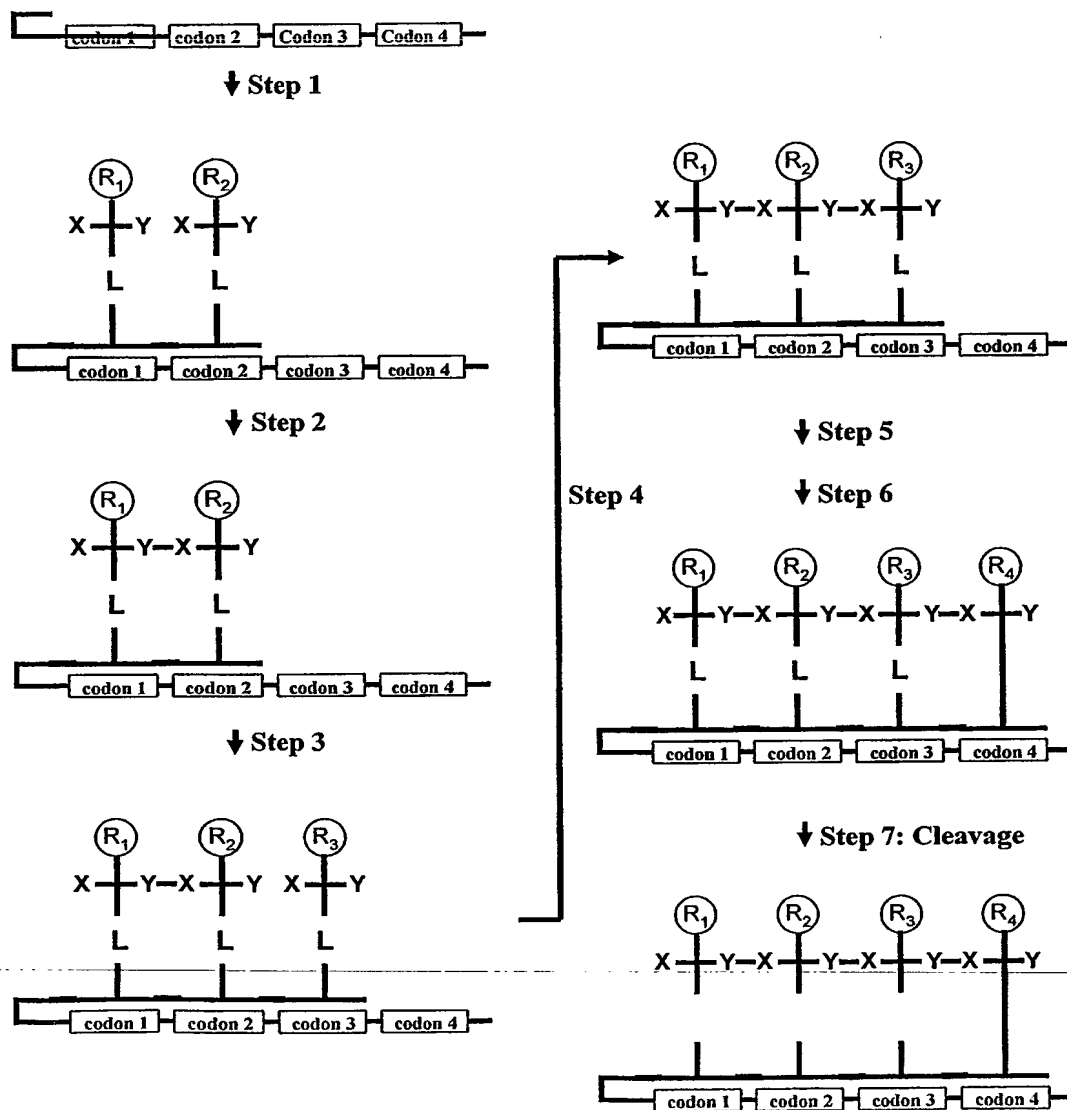 codon 1 codon 2 Codon 3 Codon 4
Step 1
R1 R2
X Y X Y
L L
codon 1 codon 2 codon 3 codon 4
Step 2
R1 R2
X Y X Y
L L
codon 1 codon 2 codon 3 codon 4
Step 3
R1 R2 R3
X Y X Y X Y
L L L
codon 1 codon 2 codon 3 codon 4
Step 4
R1 R2 R3
X Y X Y X Y
L L L
codon 1 codon 2 codon 3 codon 4
Step 5
Step 6
R1 R2 R3 R4
X Y X Y X Y X Y
L L L
codon 1 codon 2 codon 3 codon 4
Step 7: Cleavage
R1 R2 R3 R4
X Y X Y X Y X Y
codon 1 codon 2 codon 3 codon 4